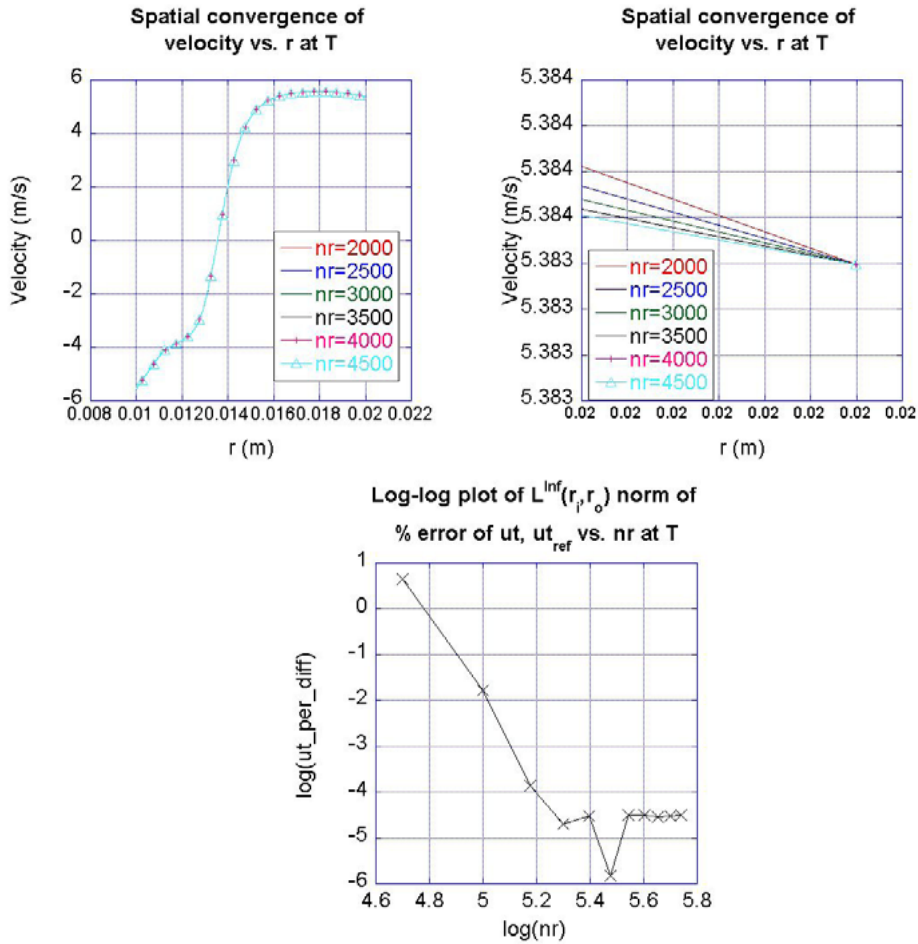 Spatial convergence of
velocity vs. r at T
6
4
2
0
-2
-4
-6
Velocity (m/s)
nr=2000
nr=2500
nr=3000
nr=3500
nr=4000
nr=4500
0.008 0.01 0.012 0.014 0.016 0.018 0.02 0.022
r (m)
Spatial convergence of
velocity vs. r at T
5.384
5.384
5.384
5.384
5.383
5.383
5.383
5.383
Velocity (m/s)
nr=2000
nr=2500
nr=3000
nr=3500
nr=4000
nr=4500
0.02 0.02 0.02 0.02 0.02 0.02 0.02 0.02
r (m)
Log-log plot of L^Inf(r_i,r_o) norm of
% error of ut, ut_ref vs. nr at T
1
0
-1
-2
-3
-4
-5
-6
log(ut_per_diff)
4.6 4.8 5 5.2 5.4 5.6 5.8
log(nr)